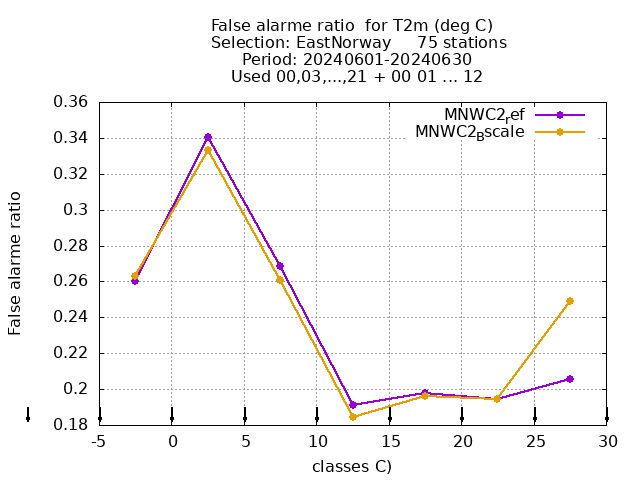 False alarme ratio  for T2m (deg C)
Selection: EastNorway     75 stations
Period: 20240601-20240630
Used 00,03,...,21 + 00 01 ... 12
MNWC2ref
MNWC2Bscale
False alarme ratio
0.36
0.34
0.32
0.3
0.28
0.26
0.24
0.22
0.2
0.18
-5 0 5 10 15 20 25 30
classes C)